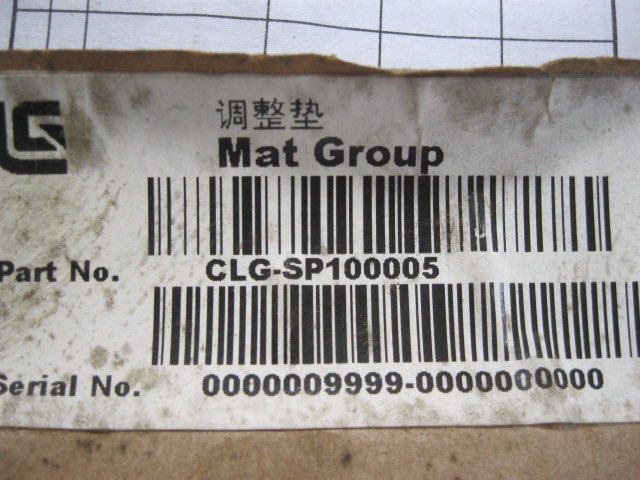 LG
调整垫
Mat Group
Part No. CLG-SP100005
Serial No. 0000009999-0000000000